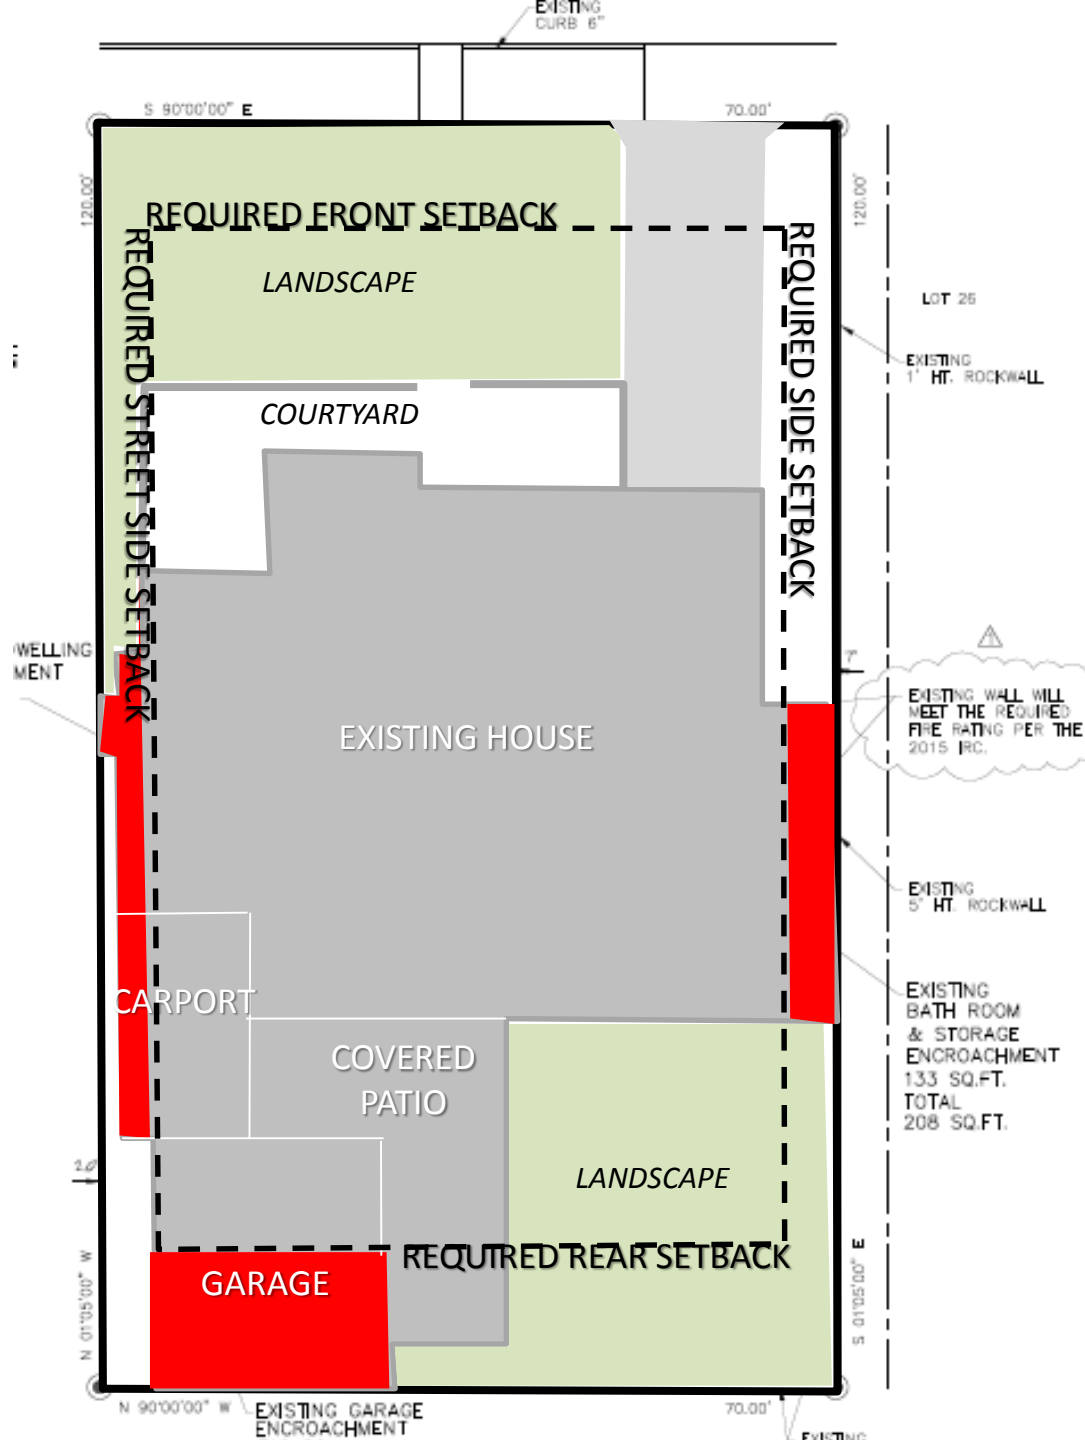 EXISTING
CURB 6"
S 90°00'00" E
70.00'
120.00'
120.00'
REQUIRED FRONT SETBACK
REQUIRED STREET SIDE SETBACK
REQUIRED SIDE SETBACK
LANDSCAPE
LOT 26
EXISTING
1' HT. ROCKWALL
COURTYARD
WELLING
MENT
EXISTING WALL WILL
MEET THE REQUIRED
FIRE RATING PER THE
2015 IRC.
EXISTING HOUSE
EXISTING
5' HT. ROCKWALL
CARPORT
EXISTING
BATH ROOM
& STORAGE
ENCROACHMENT
133 SQ.FT.
TOTAL
208 SQ.FT.
COVERED
PATIO
LANDSCAPE
2.0'
REQUIRED REAR SETBACK
GARAGE
N 01°05'00" W
S 01°05'00" E
N 90°00'00" W
70.00'
EXISTING GARAGE
ENCROACHMENT
EXISTING